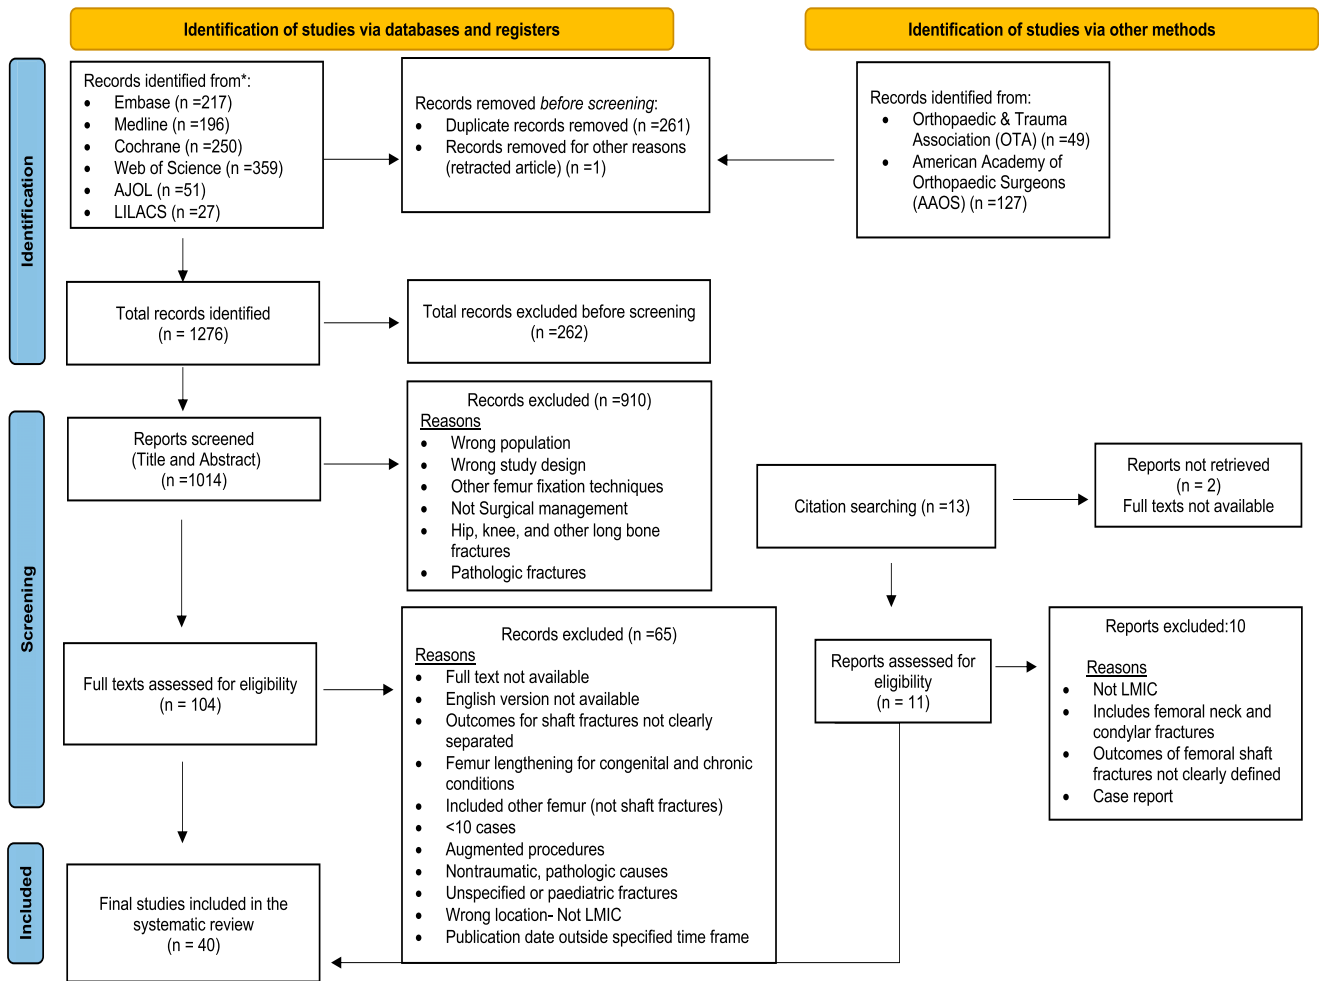 Identification of studies via databases and registers
Identification of studies via other methods
Identification
Records identified from*:
• Embase (n =217)
• Medline (n =196)
• Cochrane (n =250)
• Web of Science (n =359)
• AJOL (n =51)
• LILACS (n =27)
Records removed before screening:
• Duplicate records removed (n =261)
• Records removed for other reasons
(retracted article) (n =1)
Records identified from:
• Orthopaedic & Trauma
Association (OTA) (n =49)
• American Academy of
Orthopaedic Surgeons
(AAOS) (n =127)
Total records identified
(n = 1276)
Total records excluded before screening
(n =262)
Screening
Reports screened
(Title and Abstract)
n =1014)
Records excluded (n =910)
Reasons
• Wrong population
• Wrong study design
• Other femur fixation techniques
• Not Surgical management
• Hip, knee, and other long bone
fractures
• Pathologic fractures
Citation searching (n =13)
Reports not retrieved
(n = 2)
Full texts not available
Full texts assessed for eligibility
(n = 104)
Records excluded (n =65)
Reasons
• Full text not available
• English version not available
• Outcomes for shaft fractures not clearly
separated
• Femur lengthening for congenital and chronic
conditions
• Included other femur (not shaft fractures)
• <10 cases
• Augmented procedures
• Nontraumatic, pathologic causes
• Unspecified or paediatric fractures
• Wrong location- Not LMIC
• Publication date outside specified time frame
Reports assessed for
eligibility
(n = 11)
Reports excluded:10
Reasons
• Not LMIC
• Includes femoral neck and
condylar fractures
• Outcomes of femoral shaft
fractures not clearly defined
• Case report
Included
Final studies included in the
systematic review
(n = 40)